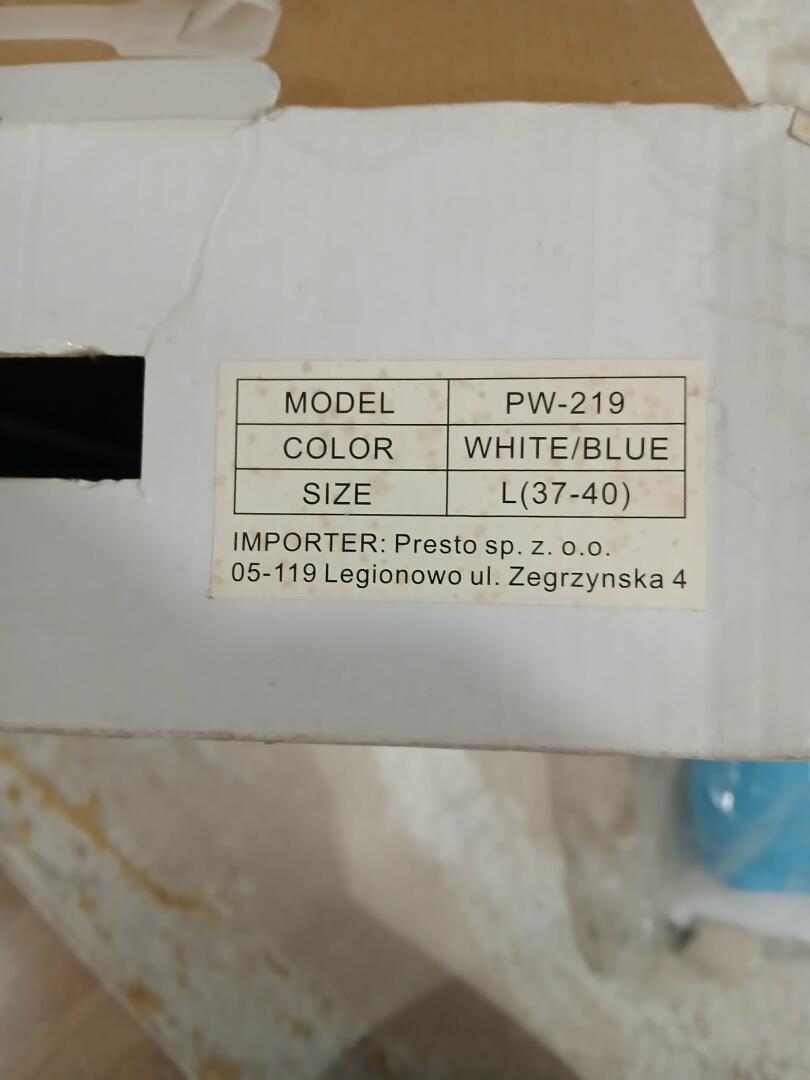 MODEL PW-219
COLOR WHITE/BLUE
SIZE L(37-40)
IMPORTER: Presto sp. z. o.o.
05-119 Legionowo ul. Zegrzynska 4